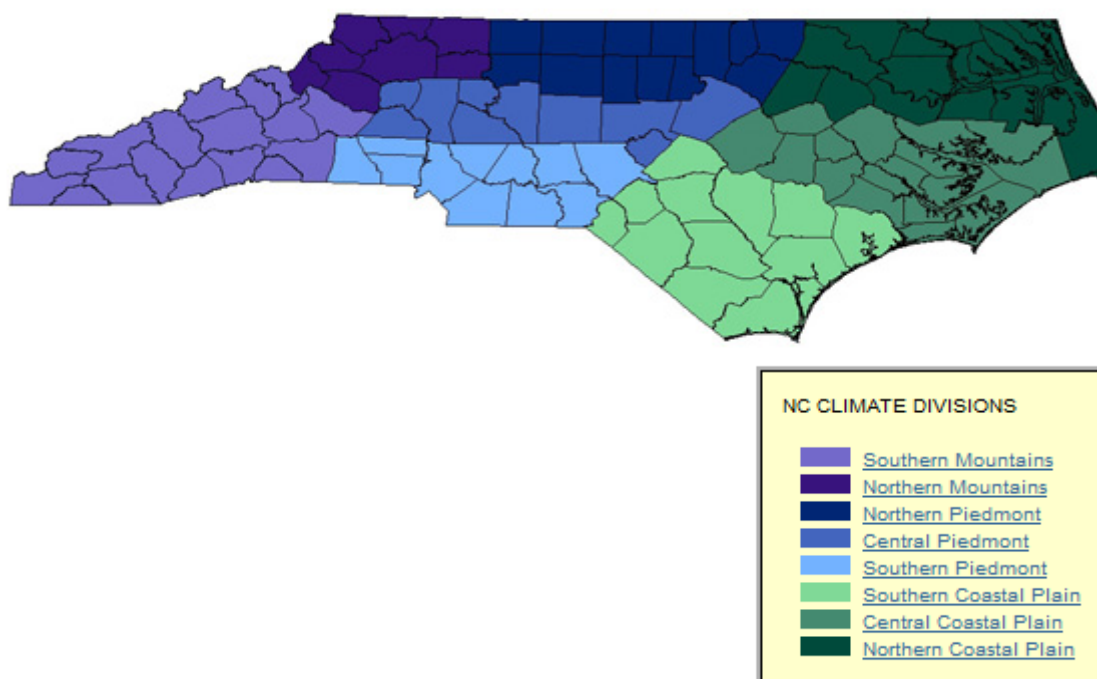 NC CLIMATE DIVISIONS
Southern Mountains
Northern Mountains
Northern Piedmont
Central Piedmont
Southern Piedmont
Southern Coastal Plain
Central Coastal Plain
Northern Coastal Plain